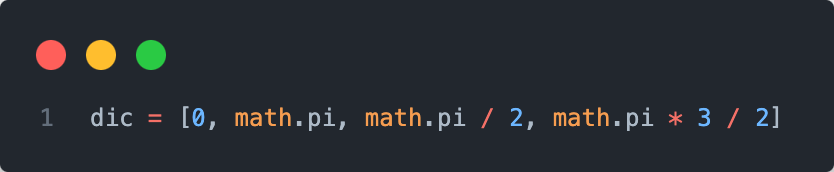 1 dic = [0, math.pi, math.pi / 2, math.pi * 3 / 2]